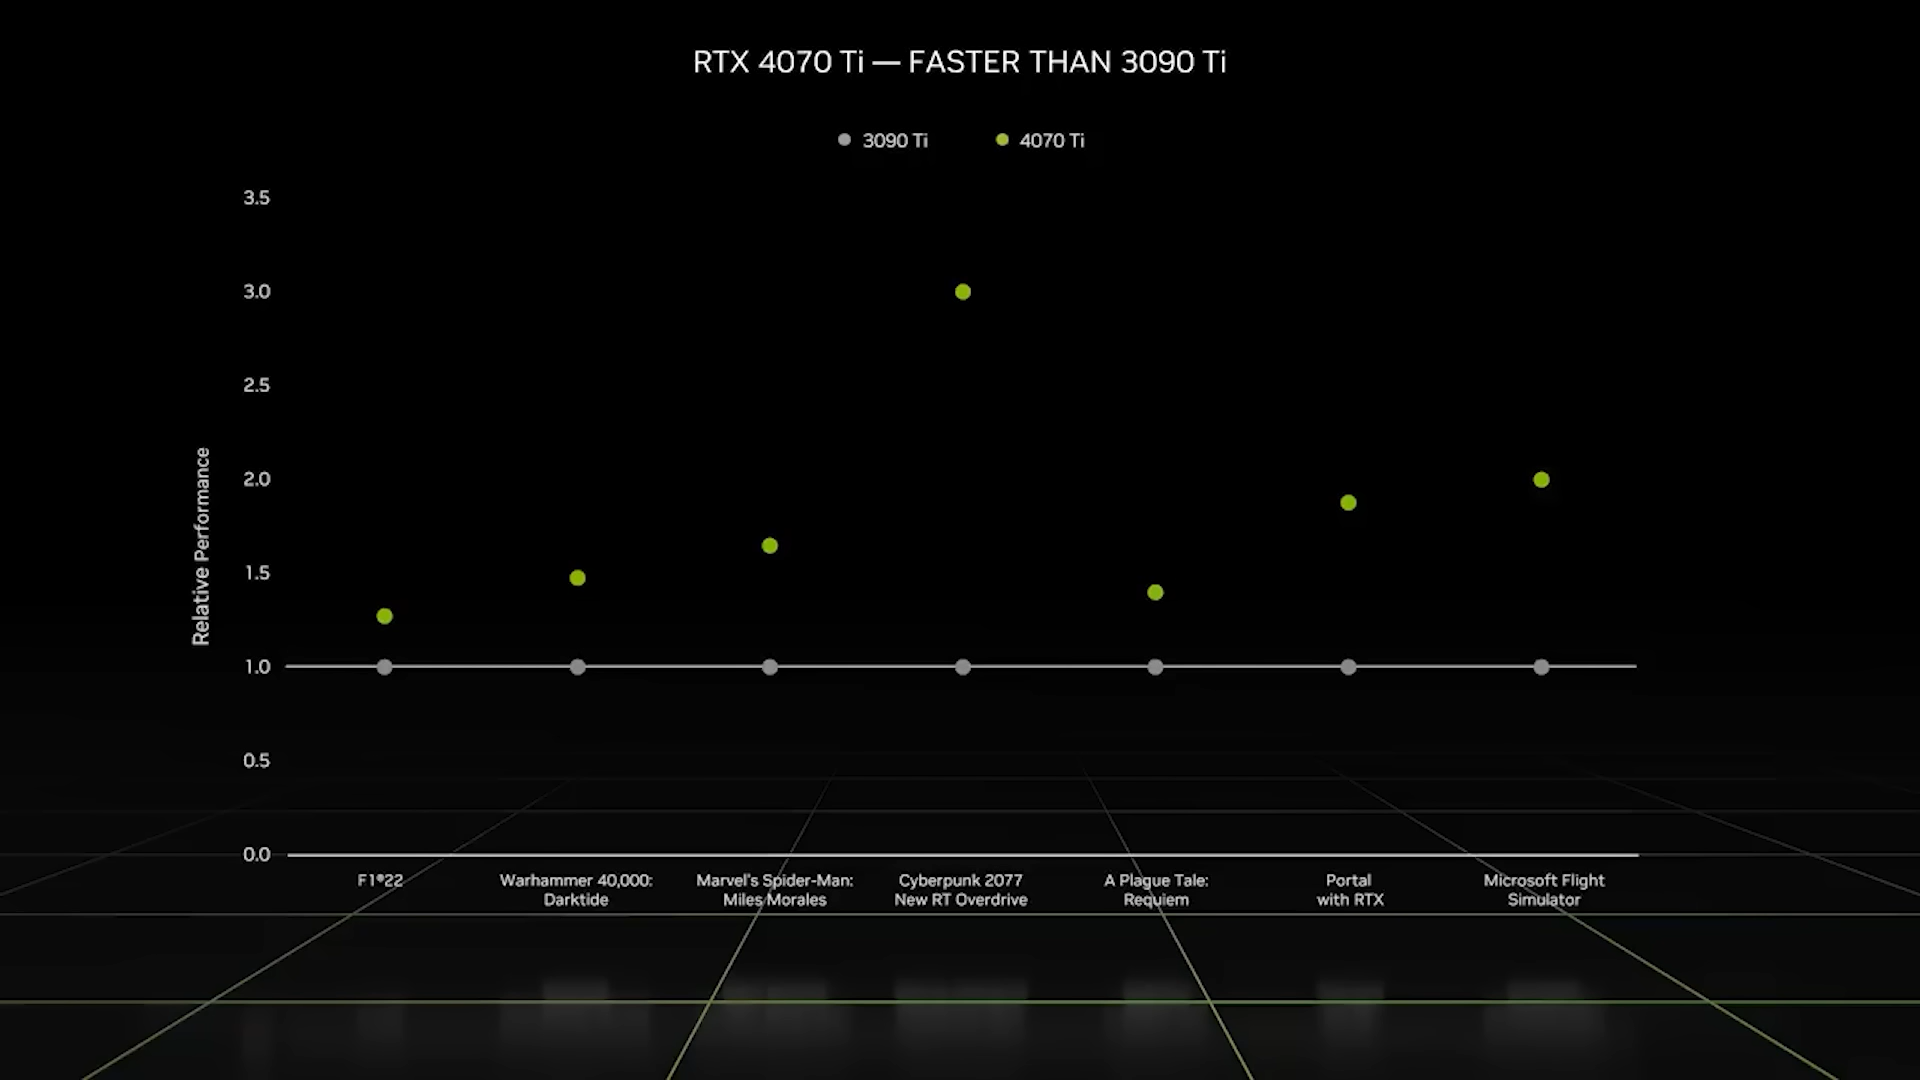 RTX 4070 Ti — FASTER THAN 3090 Ti
3090 Ti
4070 Ti
3.5
3.0
2.5
2.0
1.5
1.0
0.5
0.0
Relative Performance
F1®22
Warhammer 40,000:
Darktide
Marvel's Spider-Man:
Miles Morales
Cyberpunk 2077
New RT Overdrive
A Plague Tale:
Requiem
Portal
with RTX
Microsoft Flight
Simulator